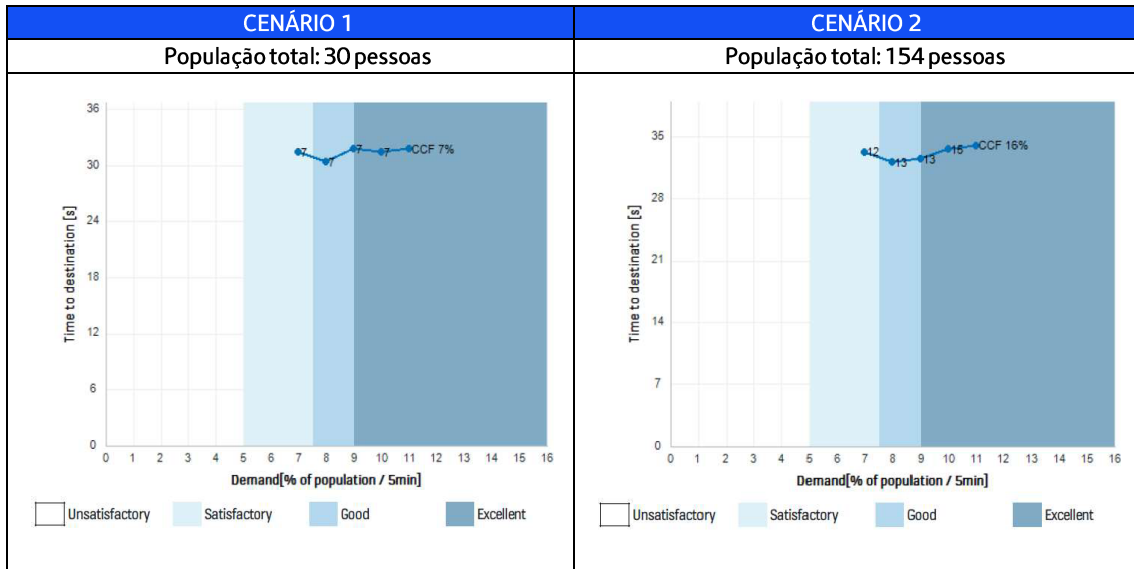 CENÁRIO 1
População total: 30 pessoas
Time to destination [s]
36
30
24
18
12
6
0
7
7
7
7
CCF 7%
0 1 2 3 4 5 6 7 8 9 10 11 12 13 14 15 16
Demand[% of population / 5min]
Unsatisfactory Satisfactory Good Excellent
CENÁRIO 2
População total: 154 pessoas
Time to destination [s]
35
28
21
14
7
0
12
13
13
15
CCF 16%
0 1 2 3 4 5 6 7 8 9 10 11 12 13 14 15 16
Demand[% of population / 5min]
Unsatisfactory Satisfactory Good Excellent